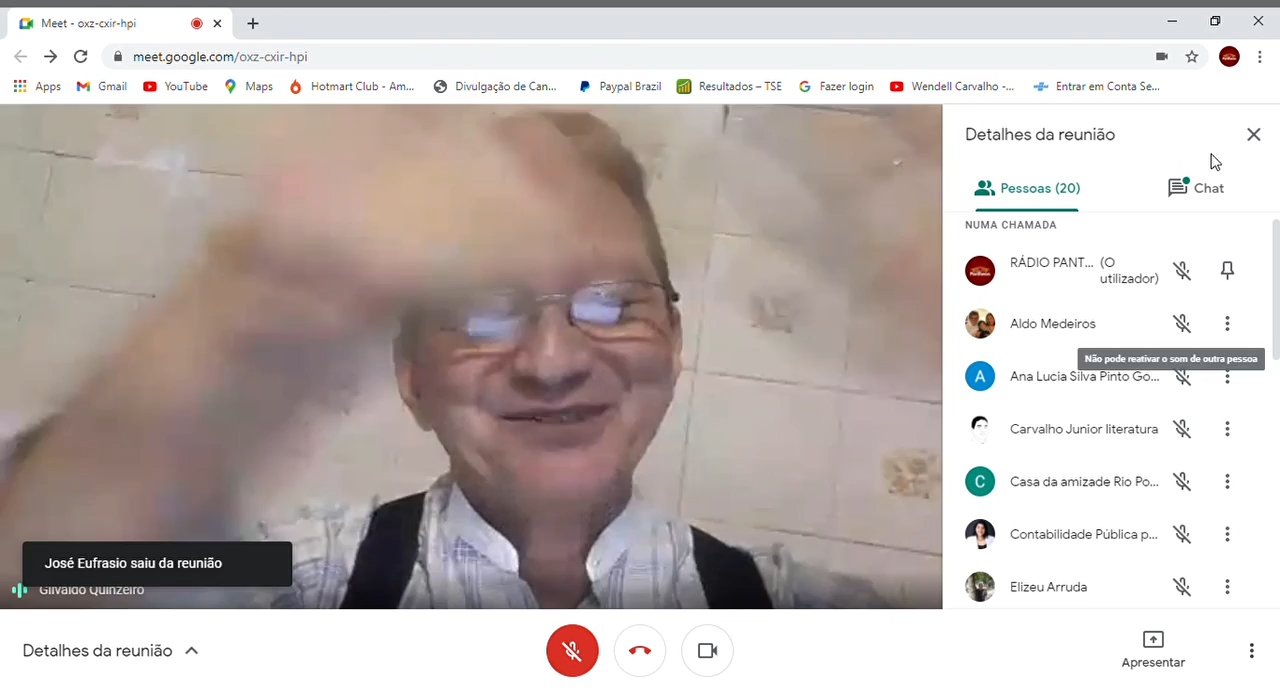 Meet - oxz-cxir-hpi
meet.google.com/oxz-cxir-hpi
Apps Gmail YouTube Maps Hotmart Club - Am... Divulgação de Can... Paypal Brazil Resultados – TSE Fazer login Wendell Carvalho -... Entrar em Conta Se...
Detalhes da reunião
Pessoas (20) Chat
NUMA CHAMADA
RÁDIO PANT... (O utilizador)
Aldo Medeiros
Não pode reativar o som de outra pessoa
A Ana Lucia Silva Pinto Go...
Carvalho Junior literatura
C Casa da amizade Rio Po...
Contabilidade Pública p...
Elizeu Arruda
José Eufrasio saiu da reunião
Gilvaldo Quinzeiro
Detalhes da reunião
Apresentar